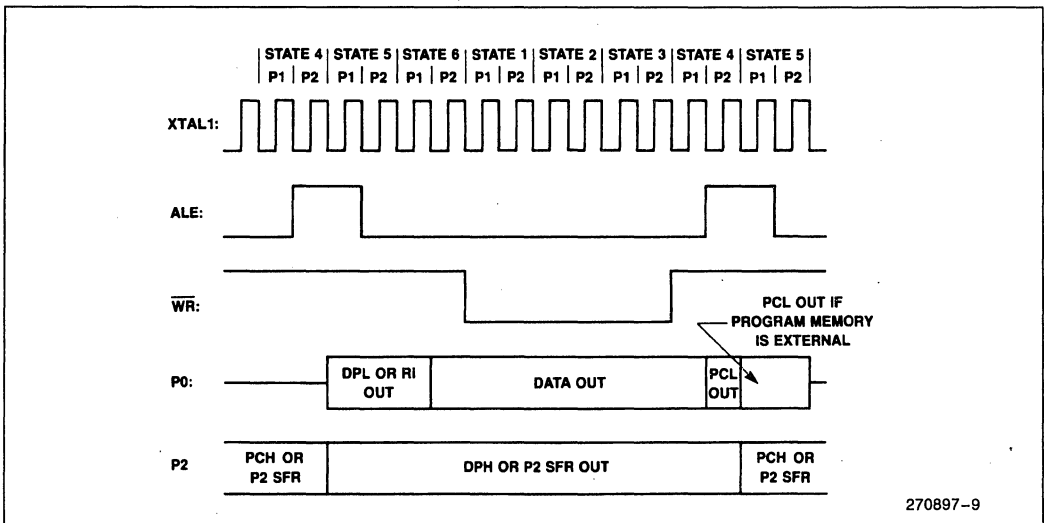 | STATE 4 | STATE 5 | STATE 6 | STATE 1 | STATE 2 | STATE 3 | STATE 4 | STATE 5 |
| P1 | P2 | P1 | P2 | P1 | P2 | P1 | P2 | P1 | P2 | P1 | P2 | P1 | P2 | P1 | P2 |
XTAL1:
ALE:
WR:
PCL OUT IF
PROGRAM MEMORY
IS EXTERNAL
P0:
DPL OR RI
OUT
DATA OUT
PCL
OUT
P2
PCH OR
P2 SFR
DPH OR P2 SFR OUT
PCH OR
P2 SFR
270897-9